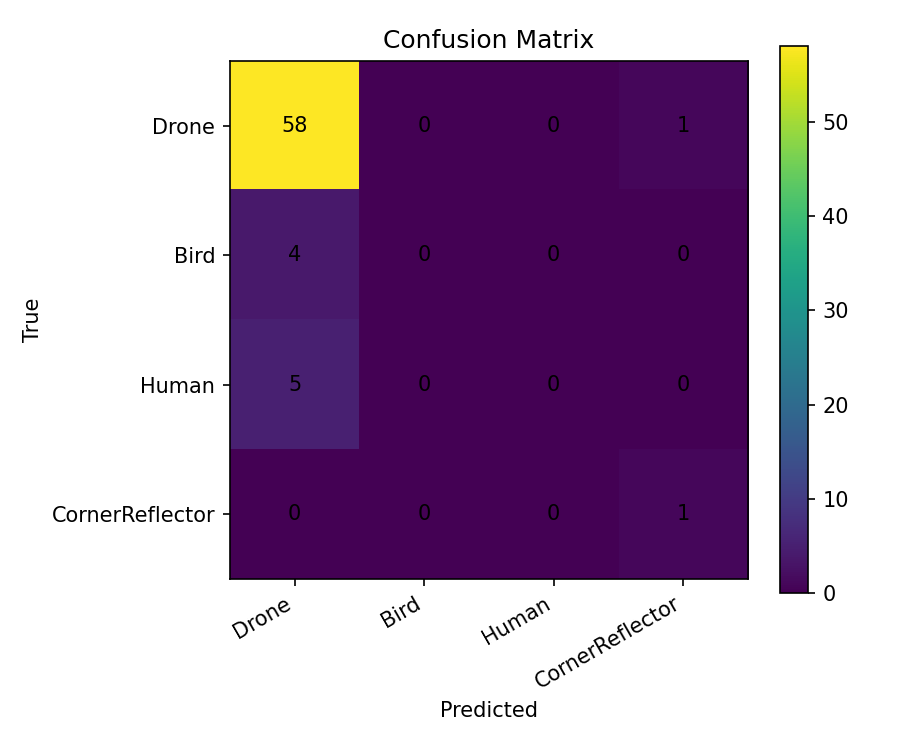 Confusion Matrix
Drone 58 0 0 1
Bird 4 0 0 0
Human 5 0 0 0
CornerReflector 0 0 0 1
True
Drone Bird Human CornerReflector
Predicted
50
40
30
20
10
0